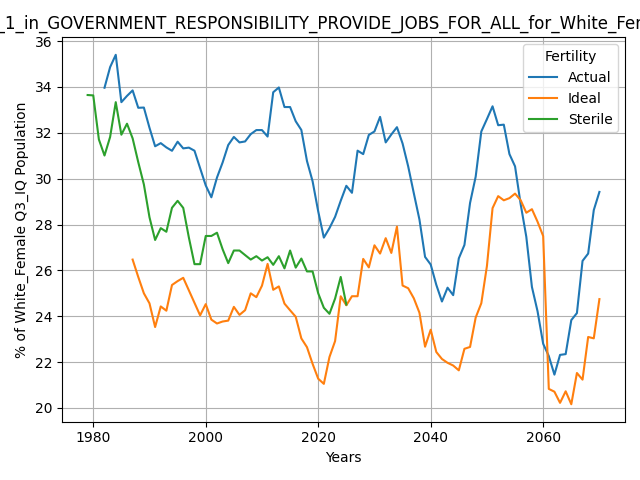 _1_in_GOVERNMENT_RESPONSIBILITY_PROVIDE_JOBS_FOR_ALL_for_White_Fem
Fertility
Actual
Ideal
Sterile
% of White_Female Q3_IQ Population
36
34
32
30
28
26
24
22
20
1980
2000
2020
2040
2060
Years